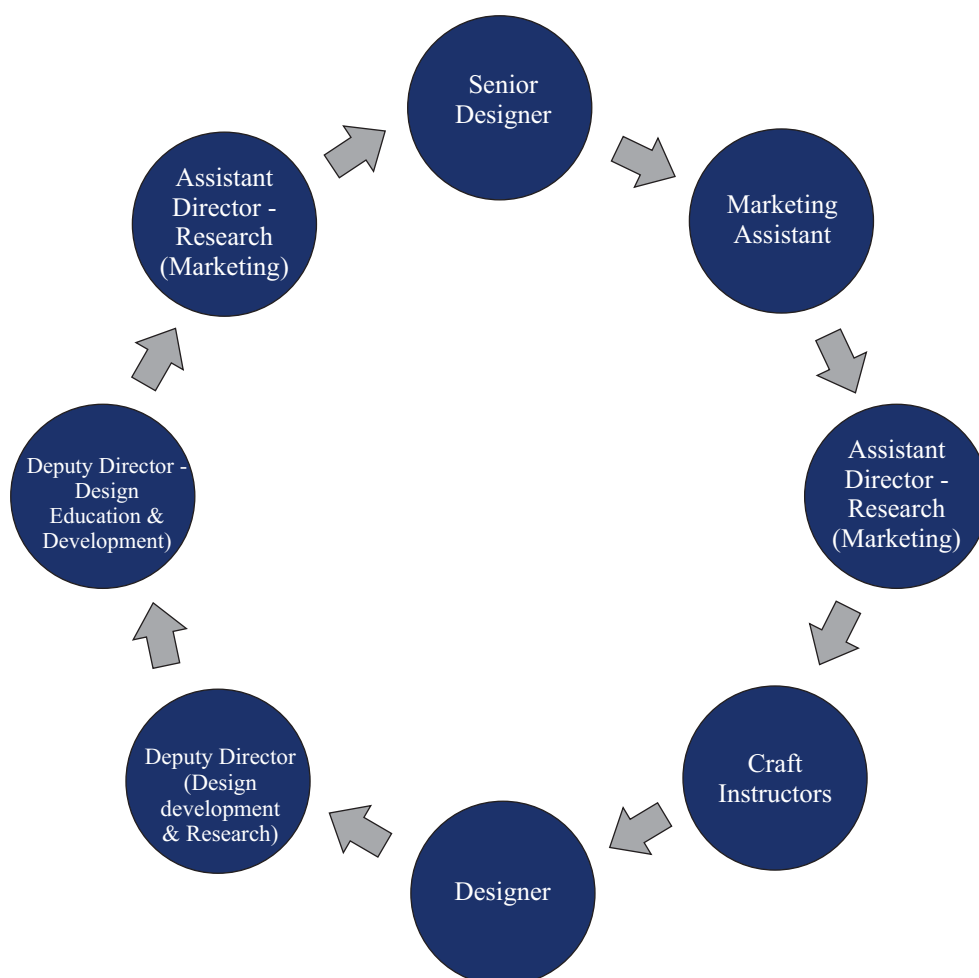 Senior
Designer
Marketing
Assistant
Assistant
Director -
Research
(Marketing)
Craft
Instructors
Designer
Deputy Director
(Design
development
& Research)
Deputy Director -
Design
Education &
Development)
Assistant
Director -
Research
(Marketing)